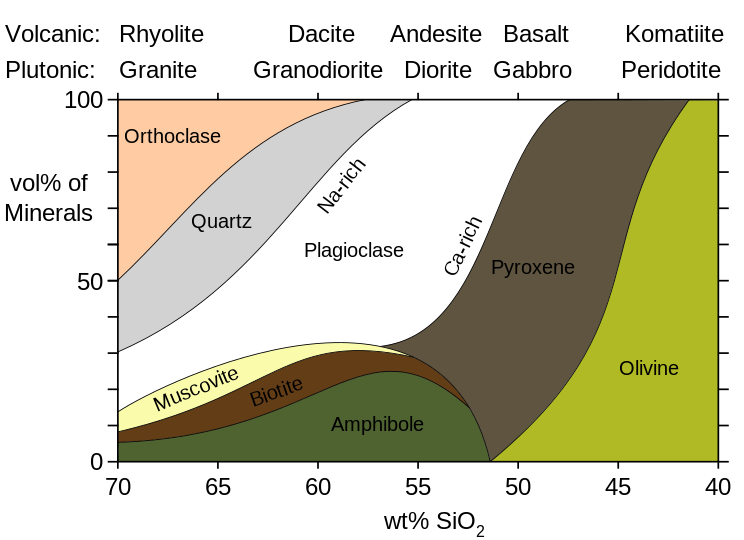 Volcanic: Rhyolite Dacite Andesite Basalt Komatiite
Plutonic: Granite Granodiorite Diorite Gabbro Peridotite
100
Orthoclase
vol% of
Minerals
Na-rich
Quartz
Plagioclase
Ca-rich
Pyroxene
50
Olivine
Muscovite
Biotite
Amphibole
0
70 65 60 55 50 45 40
wt% SiO₂